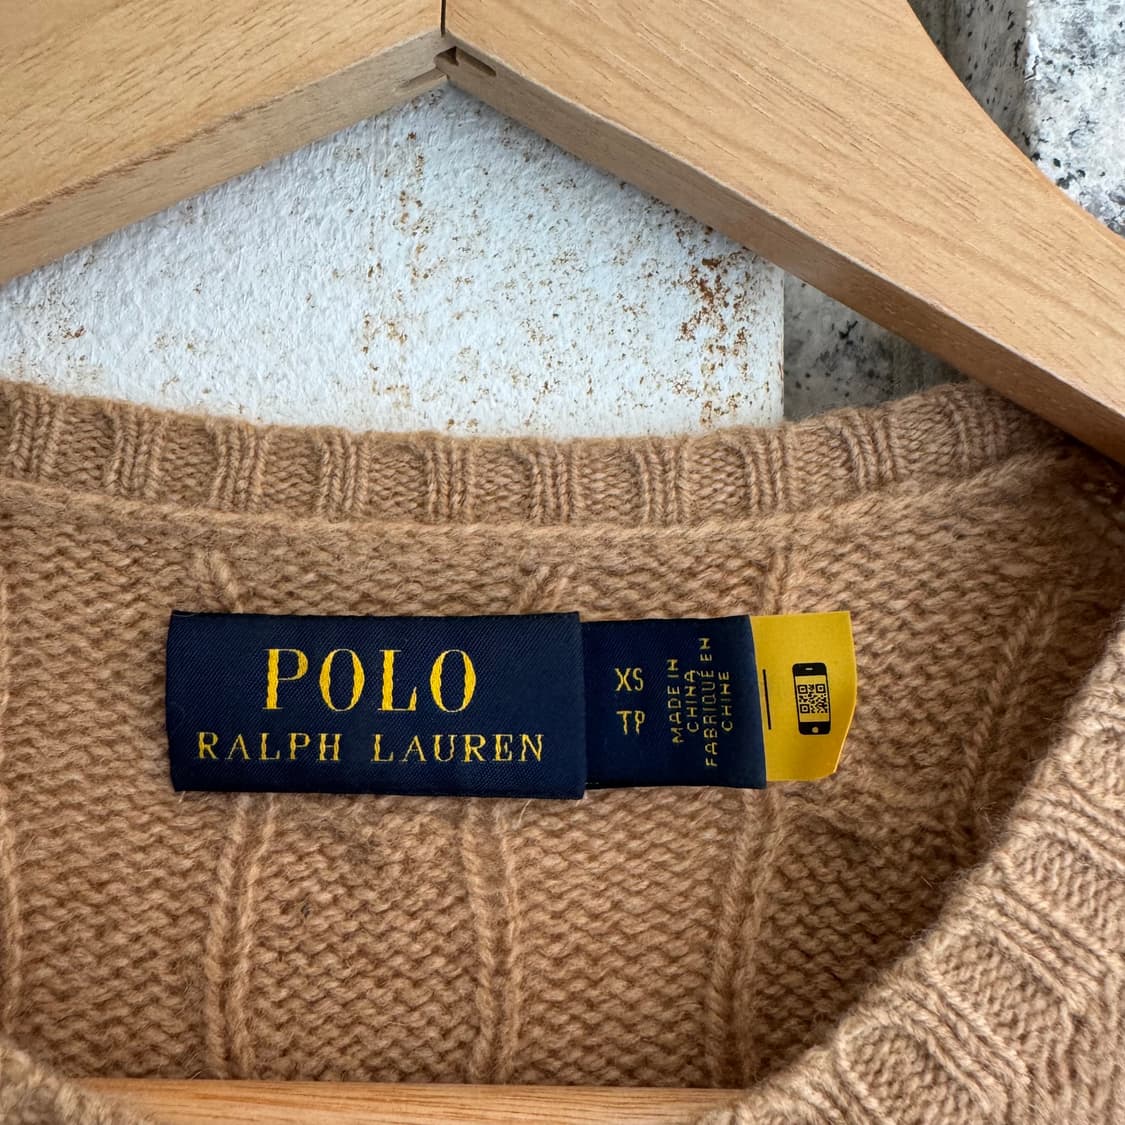 POLO
RALPH LAUREN
XS
TP
MADE IN
CHINA
FABRIQUÉ EN
CHINE